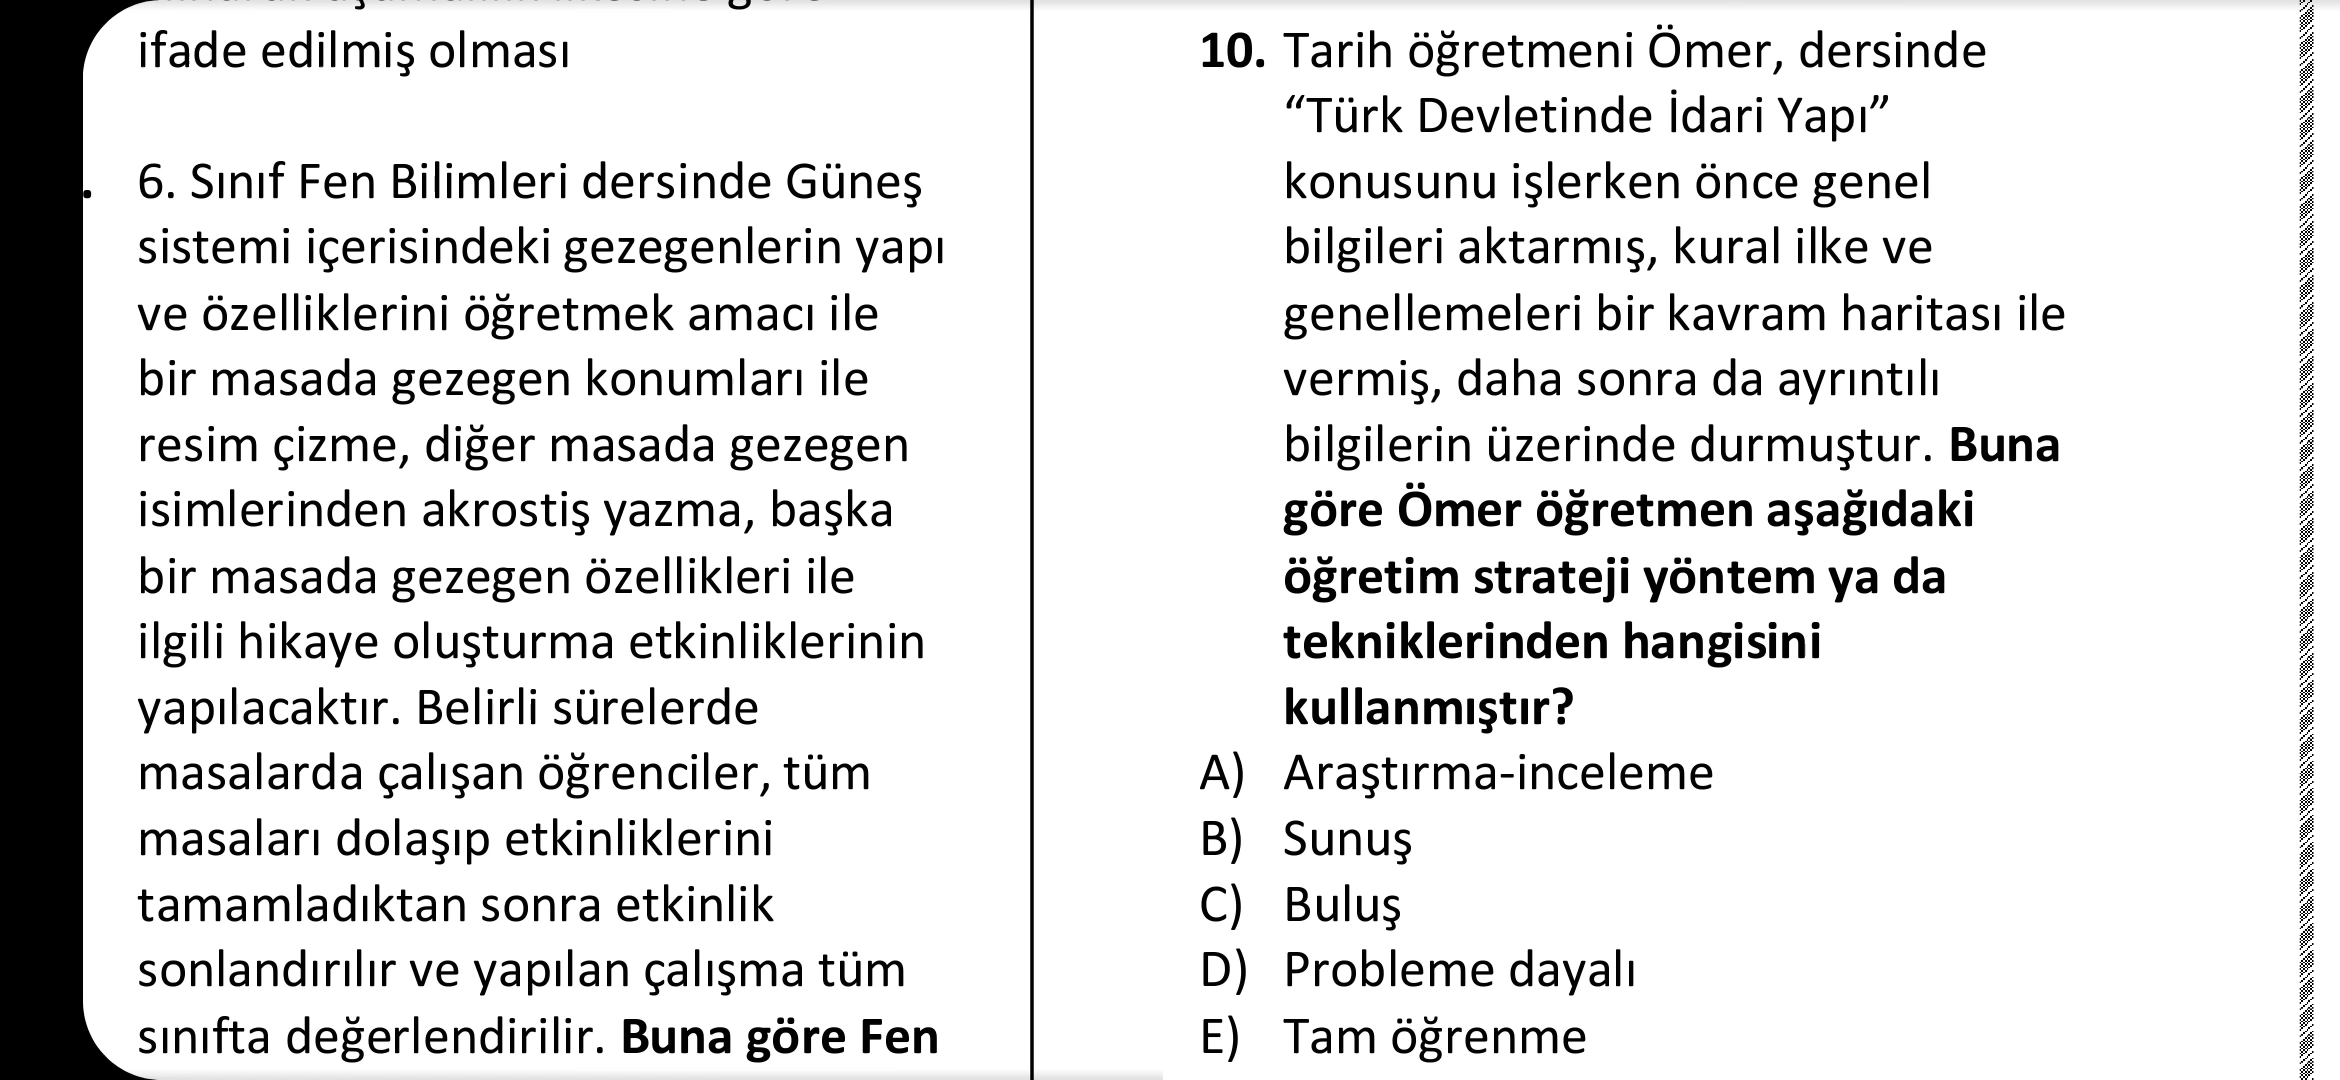 ifade edilmiş olması
. 6. Sınıf Fen Bilimleri dersinde Güneş
sistemi içerisindeki gezegenlerin yapı
ve özelliklerini öğretmek amacı ile
bir masada gezegen konumları ile
resim çizme, diğer masada gezegen
isimlerinden akrostiş yazma, başka
bir masada gezegen özellikleri ile
ilgili hikaye oluşturma etkinliklerinin
yapılacaktır. Belirli sürelerde
masalarda çalışan öğrenciler, tüm
masaları dolaşıp etkinliklerini
tamamladıktan sonra etkinlik
sonlandırılır ve yapılan çalışma tüm
sınıfta değerlendirilir. Buna göre Fen
10. Tarih öğretmeni Ömer, dersinde
“Türk Devletinde İdari Yapı”
konusunu işlerken önce genel
bilgileri aktarmış, kural ilke ve
genellemeleri bir kavram haritası ile
vermiş, daha sonra da ayrıntılı
bilgilerin üzerinde durmuştur. Buna
göre Ömer öğretmen aşağıdaki
öğretim strateji yöntem ya da
tekniklerinden hangisini
kullanmıştır?
A) Araştırma-inceleme
B) Sunuş
C) Buluş
D) Probleme dayalı
E) Tam öğrenme